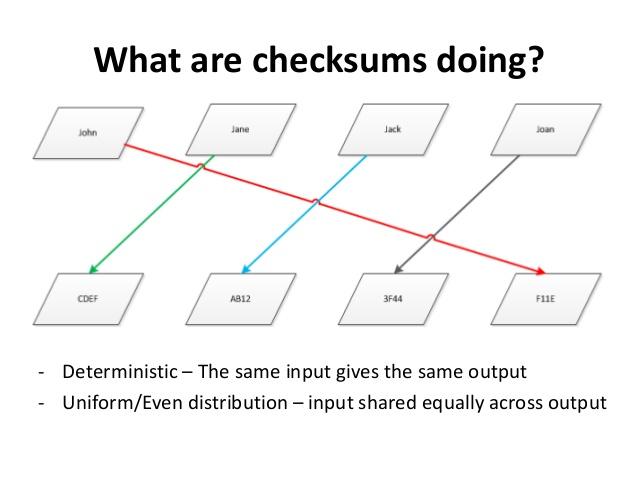 What are checksums doing?
John
Jane
Jack
Joan
CDEF
AB12
3F44
F11E
- Deterministic – The same input gives the same output
- Uniform/Even distribution – input shared equally across output